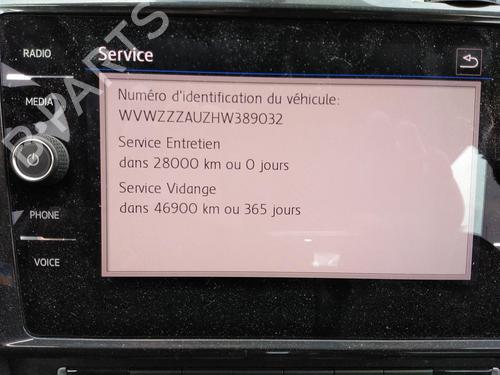 RADIO
MEDIA
PHONE
VOICE
Service
Numéro d'identification du véhicule:
WVWZZZAUZHW389032
Service Entretien
dans 28000 km ou 0 jours
Service Vidange
dans 46900 km ou 365 jours
B-PARTS